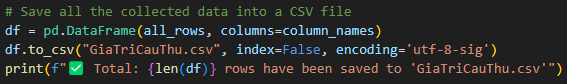 # Save all the collected data into a CSV file
df = pd.DataFrame(all_rows, columns=column_names)
df.to_csv("GiaTriCauThu.csv", index=False, encoding='utf-8-sig')
print(f"✅ Total: {len(df)} rows have been saved to 'GiaTriCauThu.csv'")